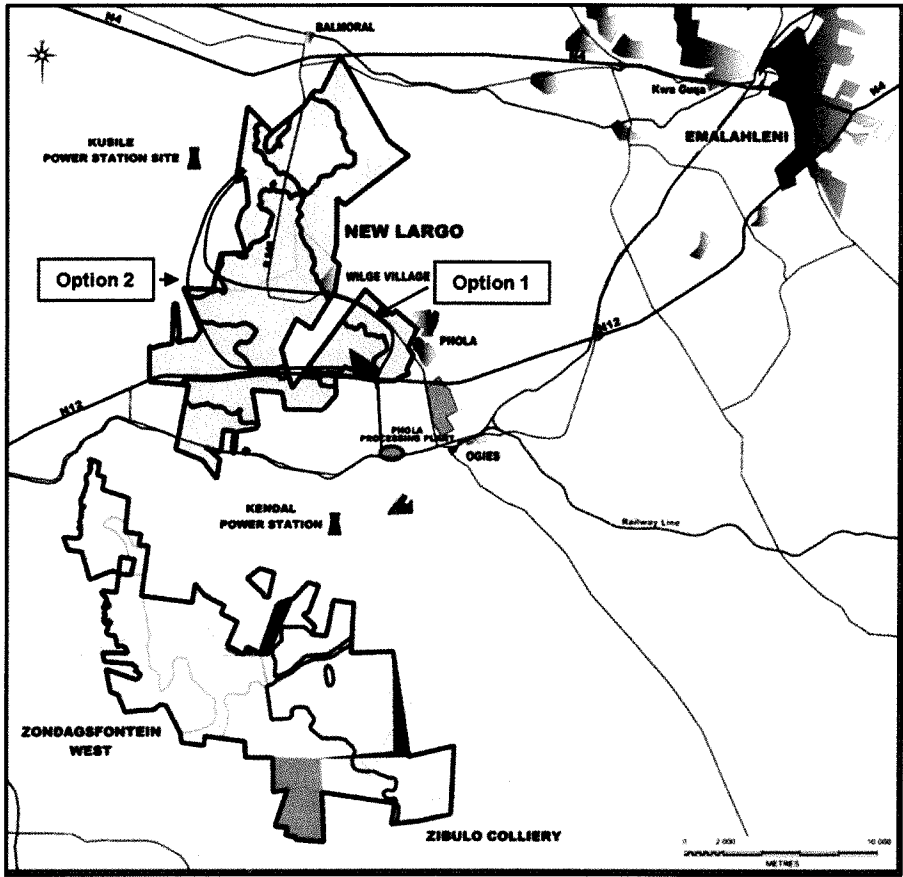 N4
BALMORAL
N4
Kwa Guqa
N4
EMALAHLENI
KUSILE
POWER STATION SITE
NEW LARGO
Option 2
WILGE VILLAGE
Option 1
PHOLA
N12
N12
PHOLA
PROCESSING PLANT
OGIES
KENDAL
POWER STATION
Railway Line
ZONDAGSFONTEIN
WEST
ZIBULO COLLIERY
0 2 000 10 000
METRES